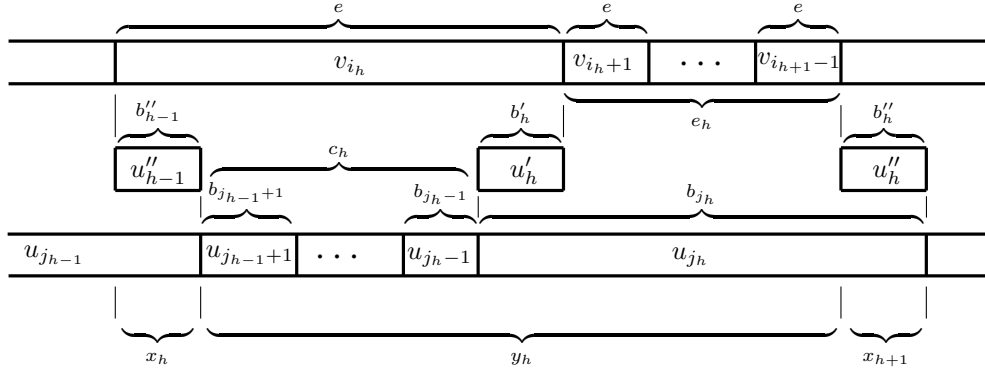 e e e
v_{i_h} v_{i_h+1} ··· v_{i_{h+1}-1}
b''_{h-1} b'_h e_h b''_h
u''_{h-1} c_h u'_h u''_h
b_{j_{h-1}+1} b_{j_h-1} b_{j_h}
u_{j_{h-1}} u_{j_{h-1}+1} ··· u_{j_h-1} u_{j_h}
x_h y_h x_{h+1}